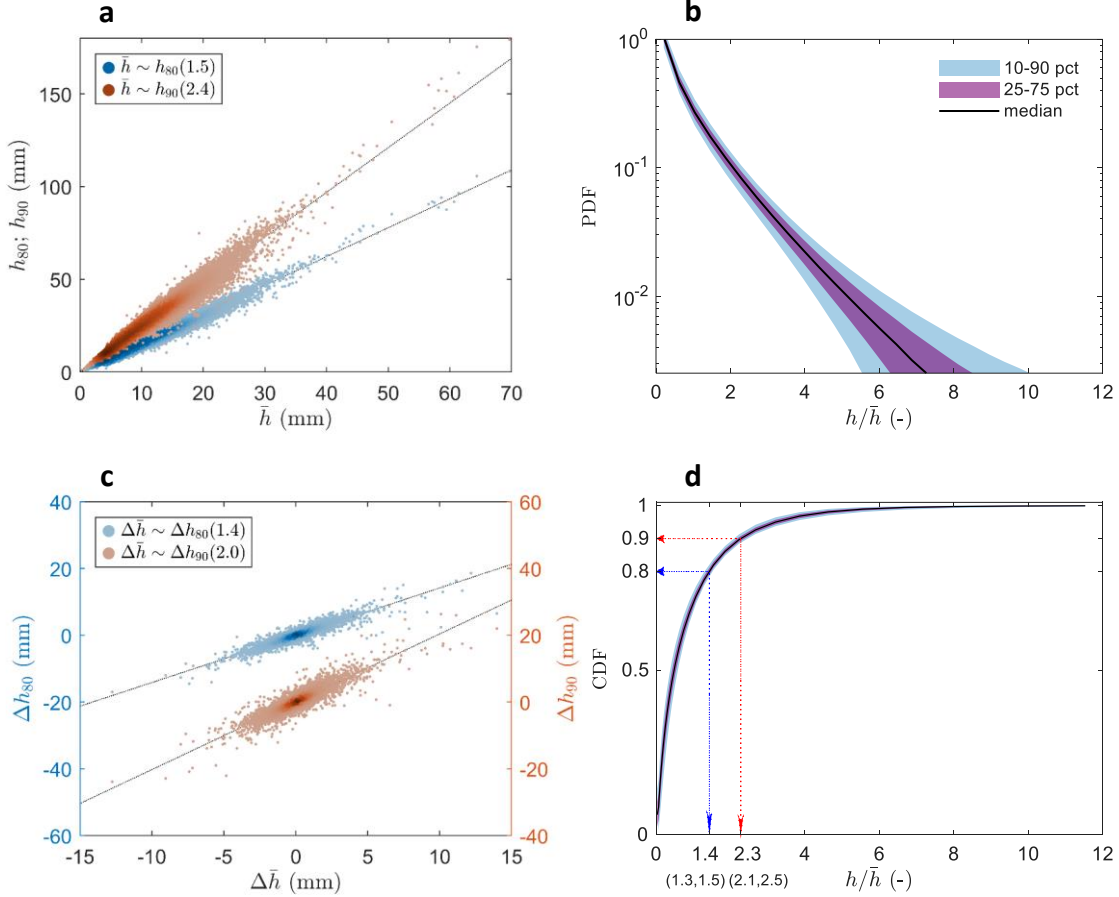 a
h̄ ∼ h₈₀(1.5)
h̄ ∼ h₉₀(2.4)
h₈₀; h₉₀ (mm)
150
100
50
0
0 10 20 30 40 50 60 70
h̄ (mm)
b
10-90 pct
25-75 pct
median
PDF
10⁰
10⁻¹
10⁻²
0 2 4 6 8 10 12
h/h̄ (-)
c
Δh̄ ∼ Δh₈₀(1.4)
Δh̄ ∼ Δh₉₀(2.0)
Δh₈₀ (mm)
40
20
0
-20
-40
-60
Δh₉₀ (mm)
60
40
20
0
-20
-40
-15 -10 -5 0 5 10 15
Δh̄ (mm)
d
CDF
1
0.9
0.8
0.5
0
0 1.4 2.3 4 6 8 10 12
(1.3,1.5) (2.1,2.5)
h/h̄ (-)